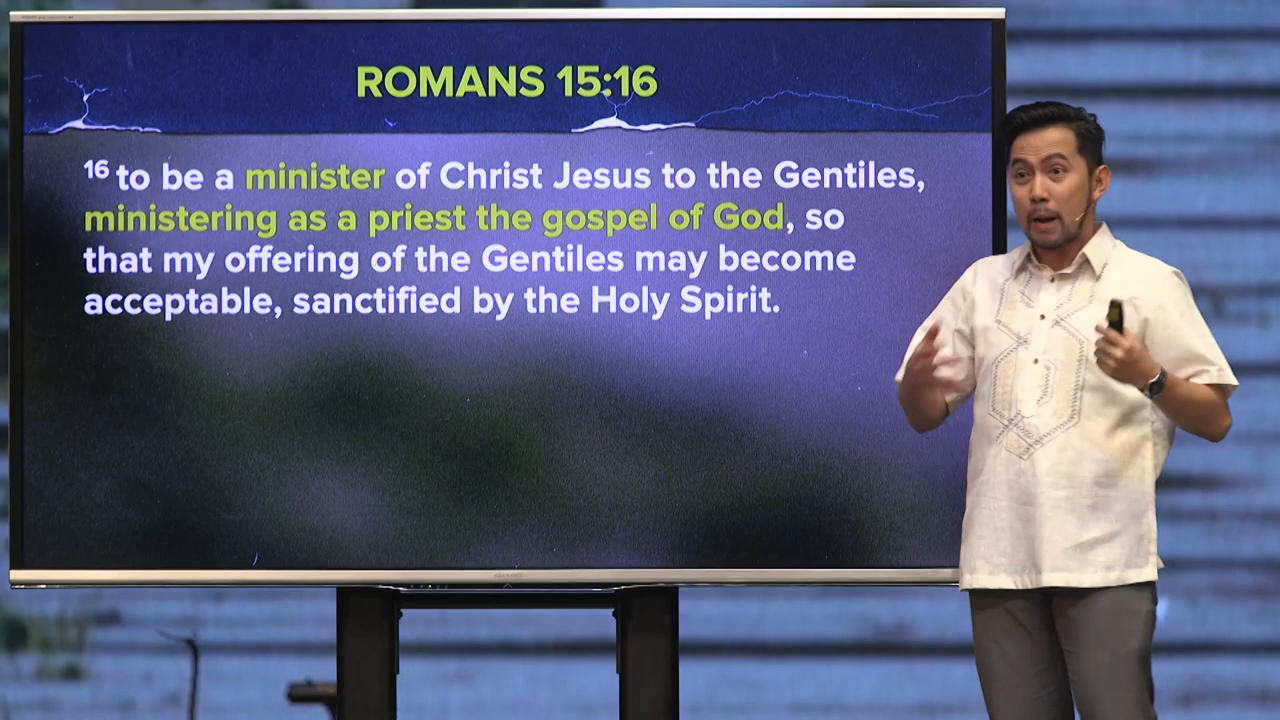 ROMANS 15:16
16 to be a minister of Christ Jesus to the Gentiles,
ministering as a priest the gospel of God, so
that my offering of the Gentiles may become
acceptable, sanctified by the Holy Spirit.